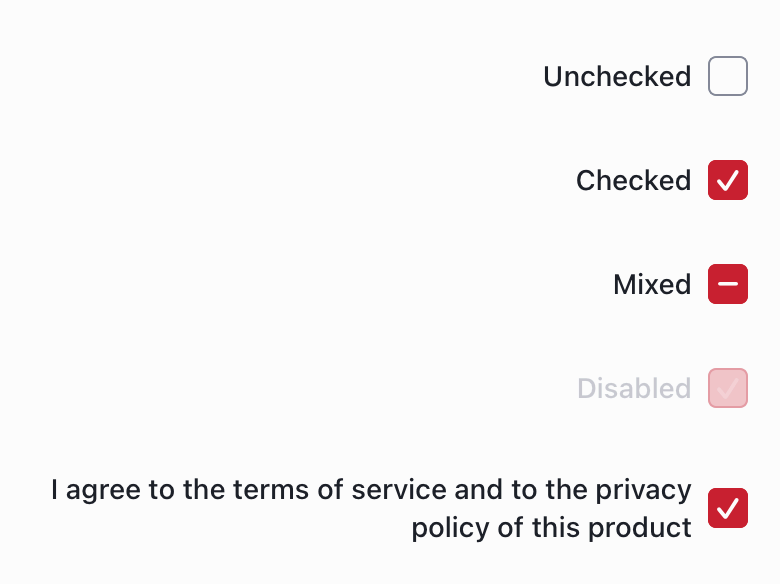 Unchecked
Checked
Mixed
Disabled
I agree to the terms of service and to the privacy
policy of this product